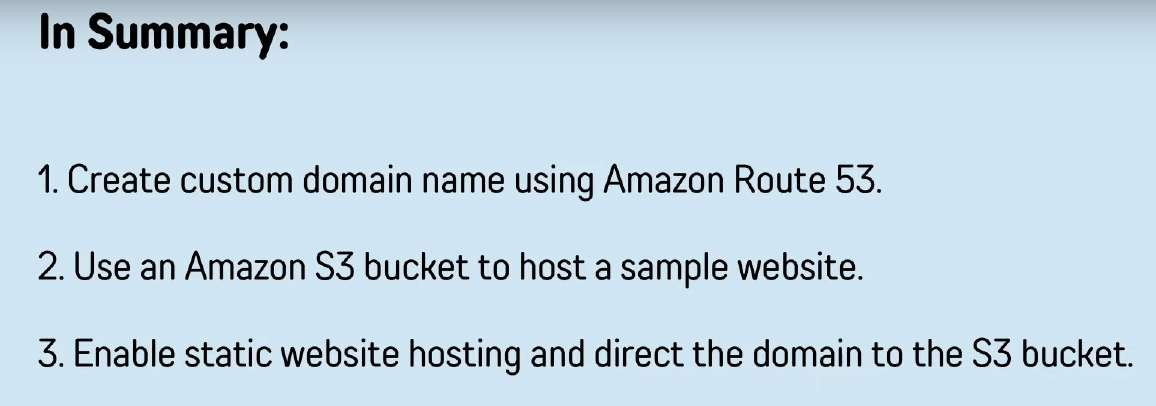 In Summary:
1. Create custom domain name using Amazon Route 53.
2. Use an Amazon S3 bucket to host a sample website.
3. Enable static website hosting and direct the domain to the S3 bucket.